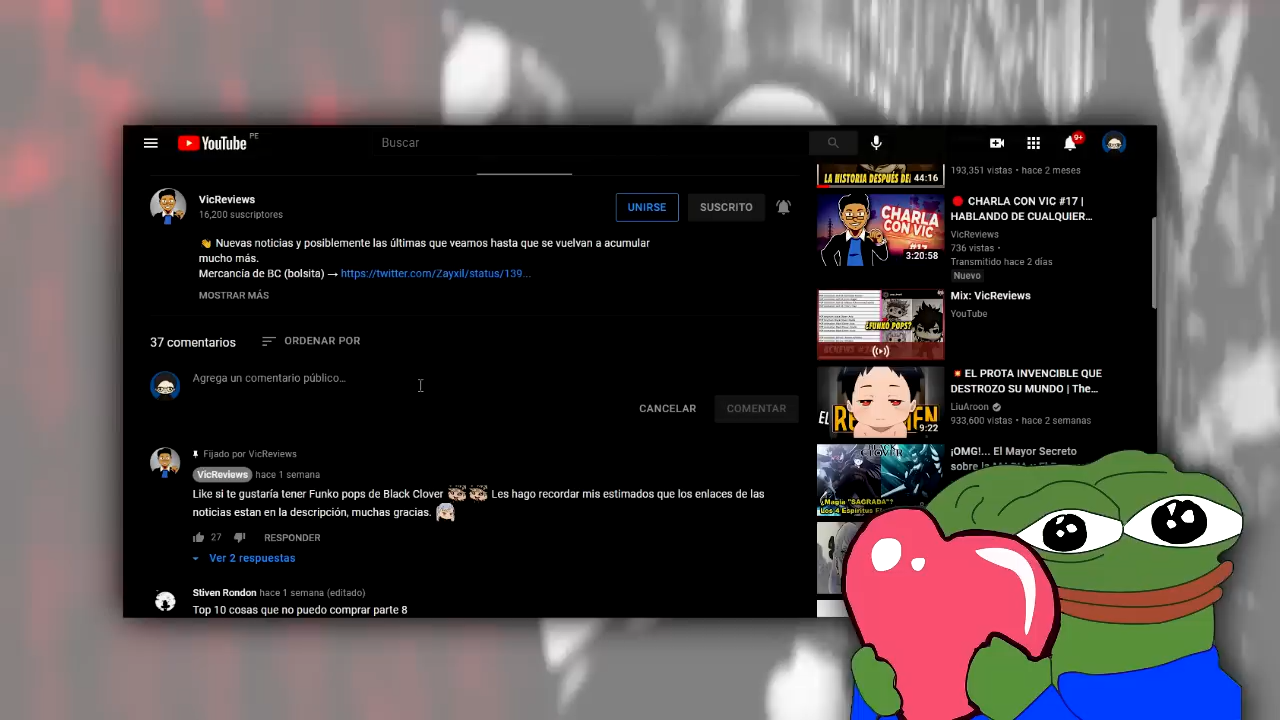 YouTube PE
Buscar
9+
VicReviews
16,200 suscriptores
UNIRSE
SUSCRITO
👋 Nuevas noticias y posiblemente las últimas que veamos hasta que se vuelvan a acumular
mucho más.
Mercancía de BC (bolsita) → https://twitter.com/Zayxil/status/139...
MOSTRAR MÁS
37 comentarios
ORDENAR POR
Agrega un comentario público...
CANCELAR
COMENTAR
Fijado por VicReviews
VicReviews hace 1 semana
Like si te gustaría tener Funko pops de Black Clover Les hago recordar mis estimados que los enlaces de las
noticias estan en la descripción, muchas gracias.
27
RESPONDER
Ver 2 respuestas
Stiven Rondon hace 1 semana (editado)
Top 10 cosas que no puedo comprar parte 8
LA HISTORIA DESPUÉS DE
44:16
193,351 vistas • hace 2 meses
CHARLA
CON VIC
#17
3:20:58
🔴 CHARLA CON VIC #17 |
HABLANDO DE CUALQUIER...
VicReviews
736 vistas •
Transmitido hace 2 días
Nuevo
¿FUNKO POPS?
Mix: VicReviews
YouTube
9:22
💥 EL PROTA INVENCIBLE QUE
DESTROZO SU MUNDO | The...
LiuAroon
933,600 vistas • hace 2 semanas
¿Magia "SAGRADA"?
¡OMG!... El Mayor Secreto